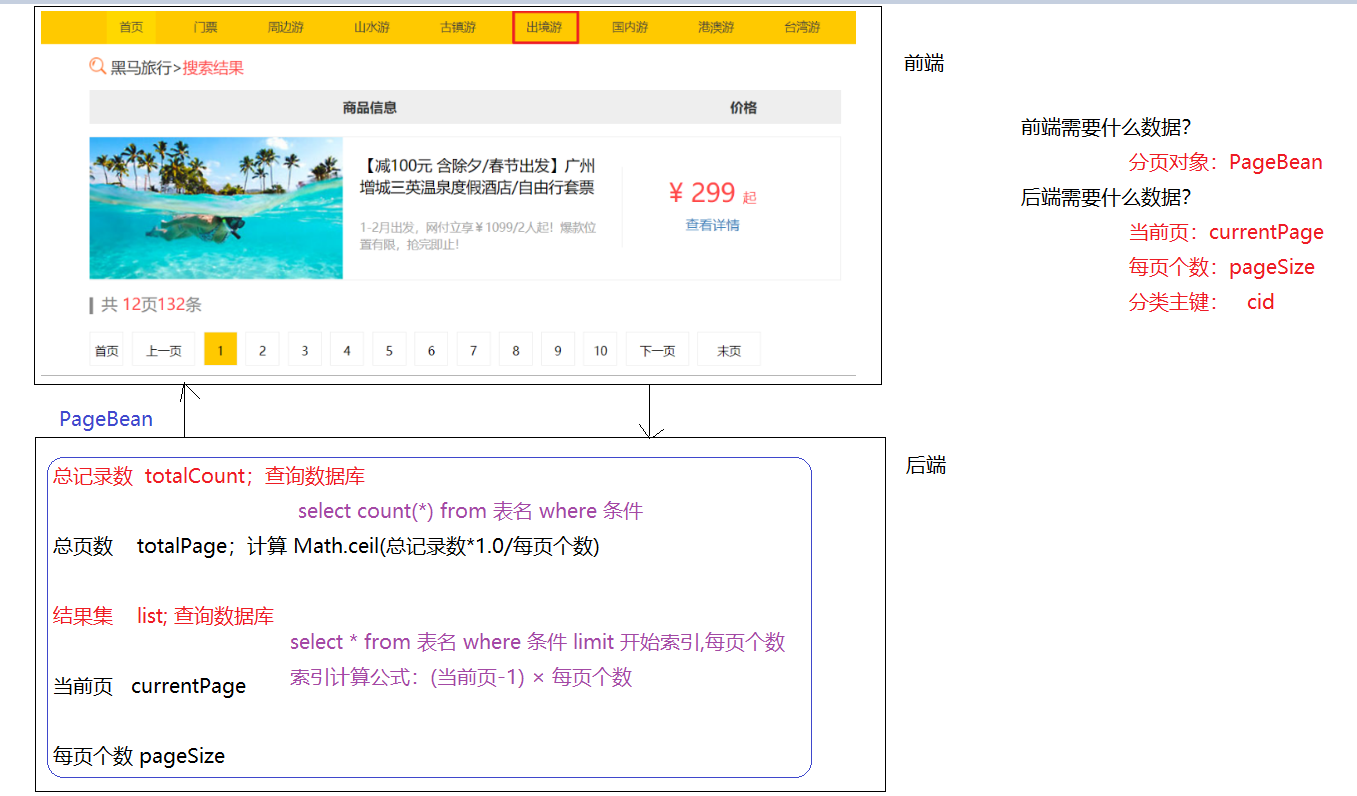 首页 门票 周边游 山水游 古镇游 出境游 国内游 港澳游 台湾游
黑马旅行>搜索结果
商品信息 价格
【减100元 含除夕/春节出发】广州
增城三英温泉度假酒店/自由行套票
1-2月出发，网付立享￥1099/2人起！爆款位
置有限，抢完即止！
￥299 起
查看详情
共 12页132条
首页 上一页 1 2 3 4 5 6 7 8 9 10 下一页 末页
前端
前端需要什么数据？
分页对象：PageBean
后端需要什么数据？
当前页：currentPage
每页个数：pageSize
分类主键： cid
PageBean
后端
总记录数 totalCount；查询数据库
select count(*) from 表名 where 条件
总页数 totalPage；计算 Math.ceil(总记录数*1.0/每页个数)
结果集 list; 查询数据库
select * from 表名 where 条件 limit 开始索引,每页个数
索引计算公式：(当前页-1) × 每页个数
当前页 currentPage
每页个数 pageSize